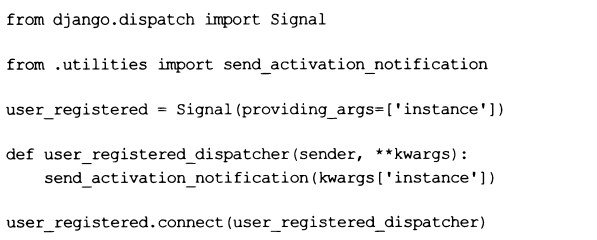 from django.dispatch import Signal
from .utilities import send_activation_notification
user_registered = Signal(providing_args=['instance'])
def user_registered_dispatcher(sender, **kwargs):
    send_activation_notification(kwargs['instance'])
user_registered.connect(user_registered_dispatcher)